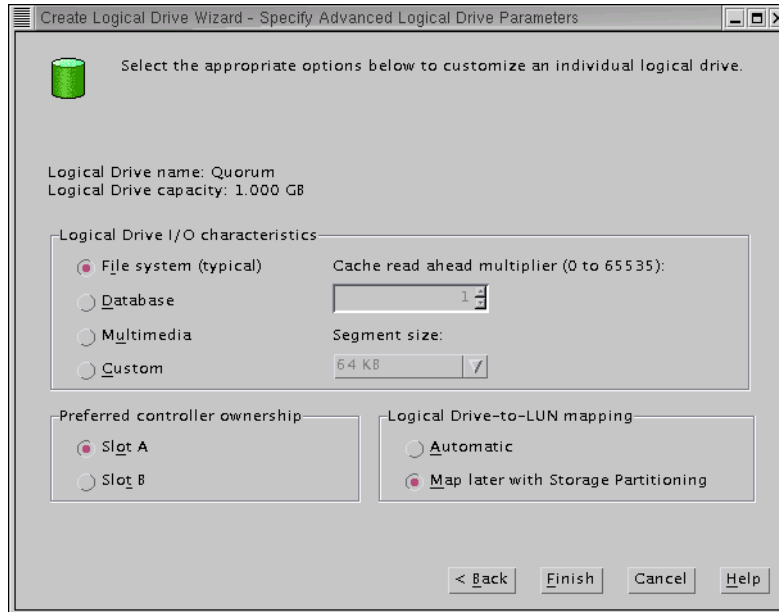 Create Logical Drive Wizard - Specify Advanced Logical Drive Parameters
Select the appropriate options below to customize an individual logical drive.
Logical Drive name: Quorum
Logical Drive capacity: 1.000 GB
Logical Drive I/O characteristics
File system (typical)
Database
Multimedia
Custom
Cache read ahead multiplier (0 to 65535):
1
Segment size:
64 KB
Preferred controller ownership
Slot A
Slot B
Logical Drive-to-LUN mapping
Automatic
Map later with Storage Partitioning
< Back
Finish
Cancel
Help